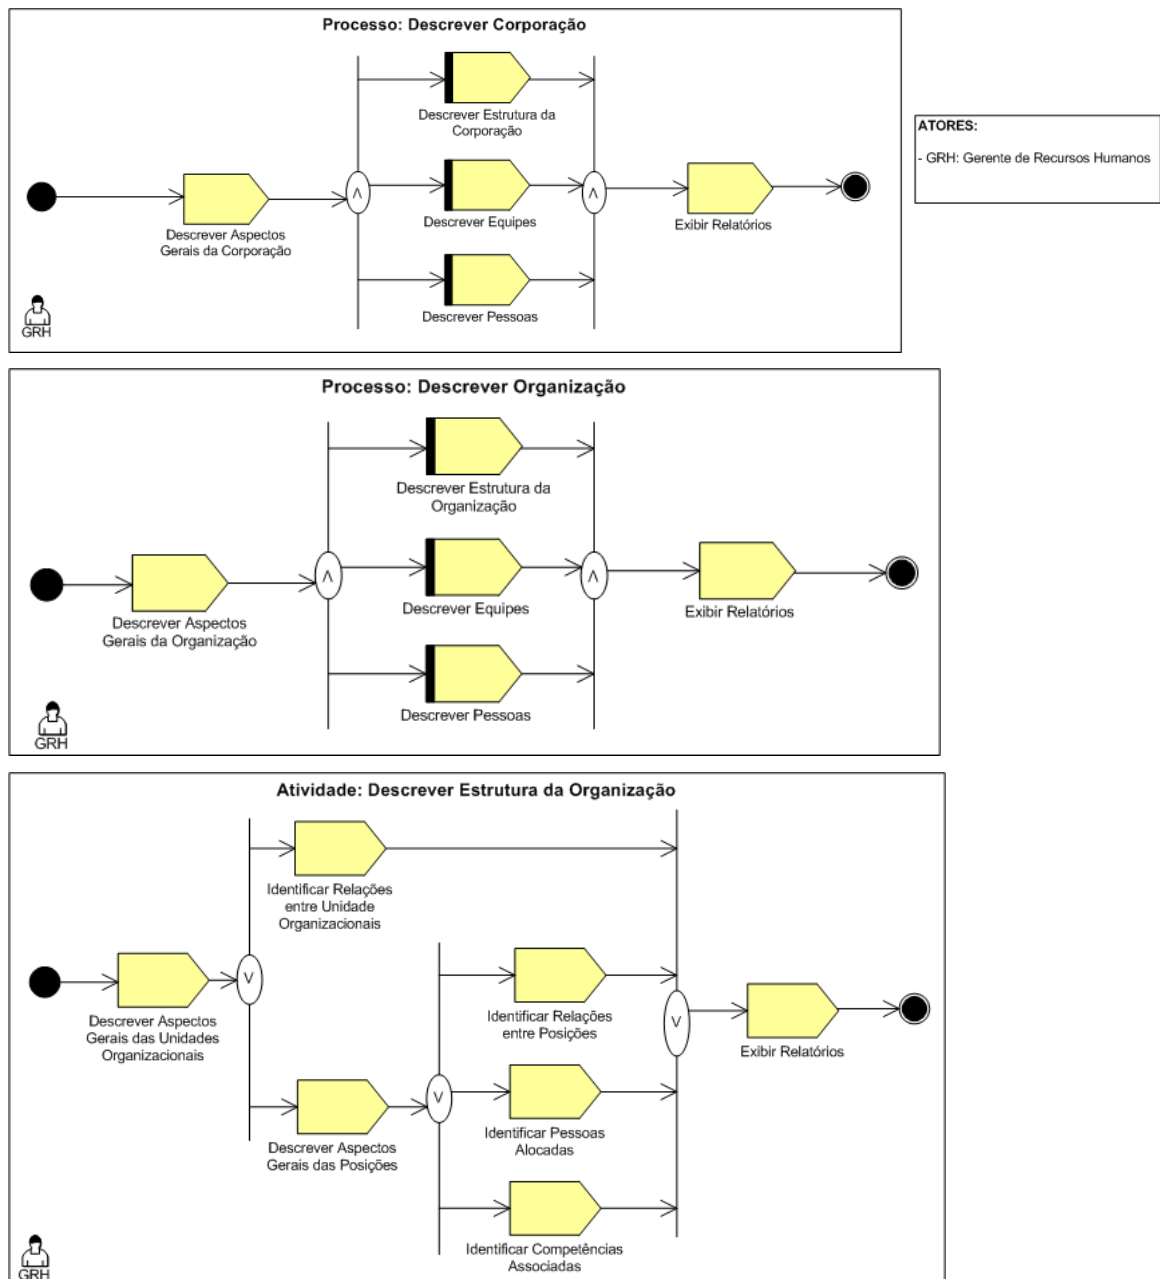 Processo: Descrever Corporação
Descrever Estrutura da
Corporação
ATORES:
- GRH: Gerente de Recursos Humanos
^
^
Descrever Aspectos
Gerais da Corporação
Descrever Equipes
Exibir Relatórios
Descrever Pessoas
GRH
Processo: Descrever Organização
Descrever Estrutura da
Organização
^
^
Descrever Aspectos
Gerais da Organização
Descrever Equipes
Exibir Relatórios
Descrever Pessoas
GRH
Atividade: Descrever Estrutura da Organização
Identificar Relações
entre Unidade
Organizacionais
v
Descrever Aspectos
Gerais das Unidades
Organizacionais
Identificar Relações
entre Posições
v
Exibir Relatórios
v
Descrever Aspectos
Gerais das Posições
Identificar Pessoas
Alocadas
Identificar Competências
Associadas
GRH